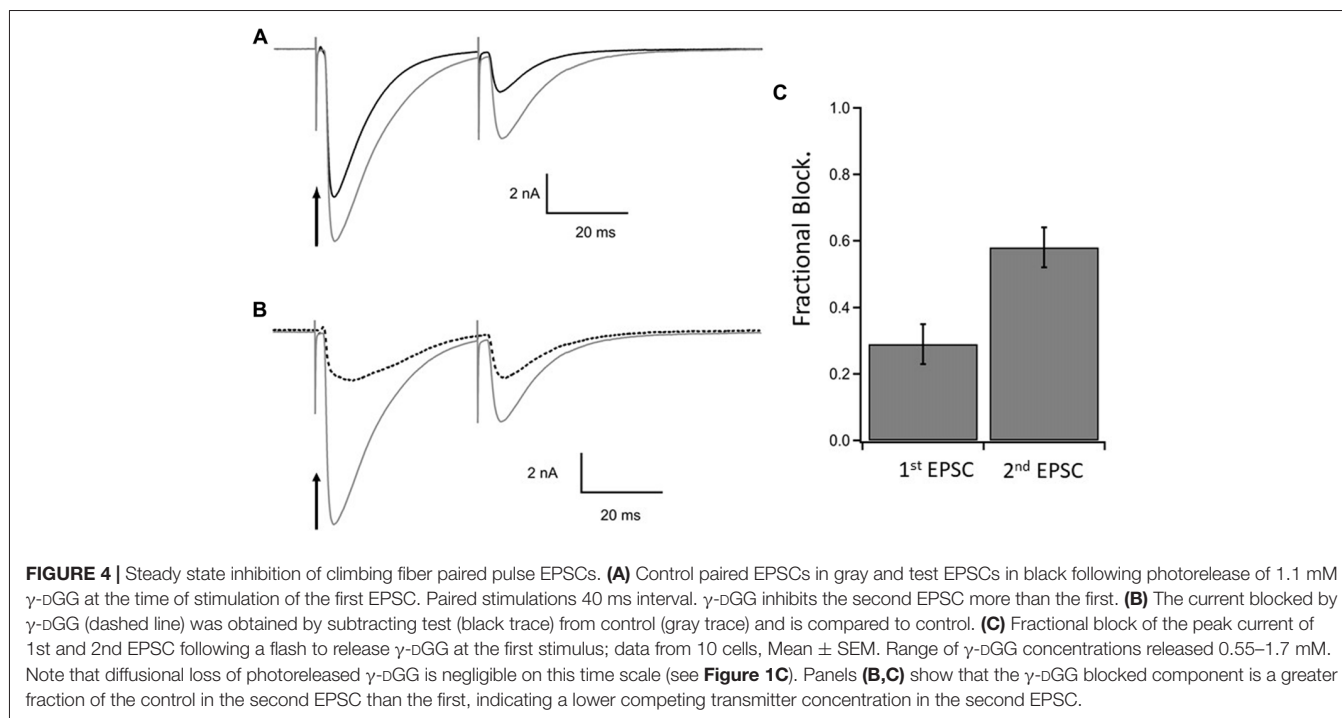 A
2 nA
20 ms
B
2 nA
20 ms
C
Fractional Block.
1.0
0.8
0.6
0.4
0.2
0.0
1st EPSC
2nd EPSC
FIGURE 4 | Steady state inhibition of climbing fiber paired pulse EPSCs. (A) Control paired EPSCs in gray and test EPSCs in black following photorelease of 1.1 mM
γ-DGG at the time of stimulation of the first EPSC. Paired stimulations 40 ms interval. γ-DGG inhibits the second EPSC more than the first. (B) The current blocked by
γ-DGG (dashed line) was obtained by subtracting test (black trace) from control (gray trace) and is compared to control. (C) Fractional block of the peak current of
1st and 2nd EPSC following a flash to release γ-DGG at the first stimulus; data from 10 cells, Mean ± SEM. Range of γ-DGG concentrations released 0.55–1.7 mM.
Note that diffusional loss of photoreleased γ-DGG is negligible on this time scale (see Figure 1C). Panels (B,C) show that the γ-DGG blocked component is a greater
fraction of the control in the second EPSC than the first, indicating a lower competing transmitter concentration in the second EPSC.